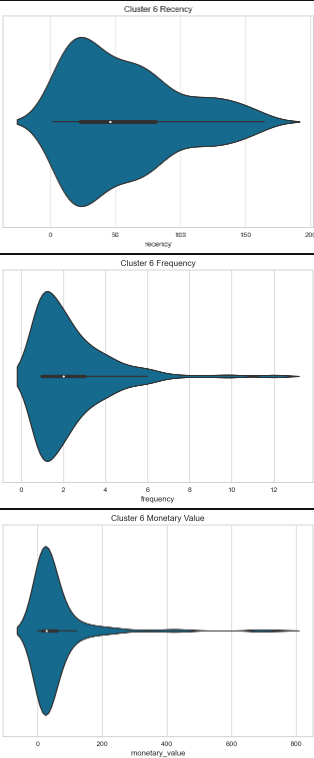 Cluster 6 Recency
0 50 100 150 200
recency
Cluster 6 Frequency
0 2 4 6 8 10 12
frequency
Cluster 6 Monetary Value
0 200 400 600 800
monetary_value